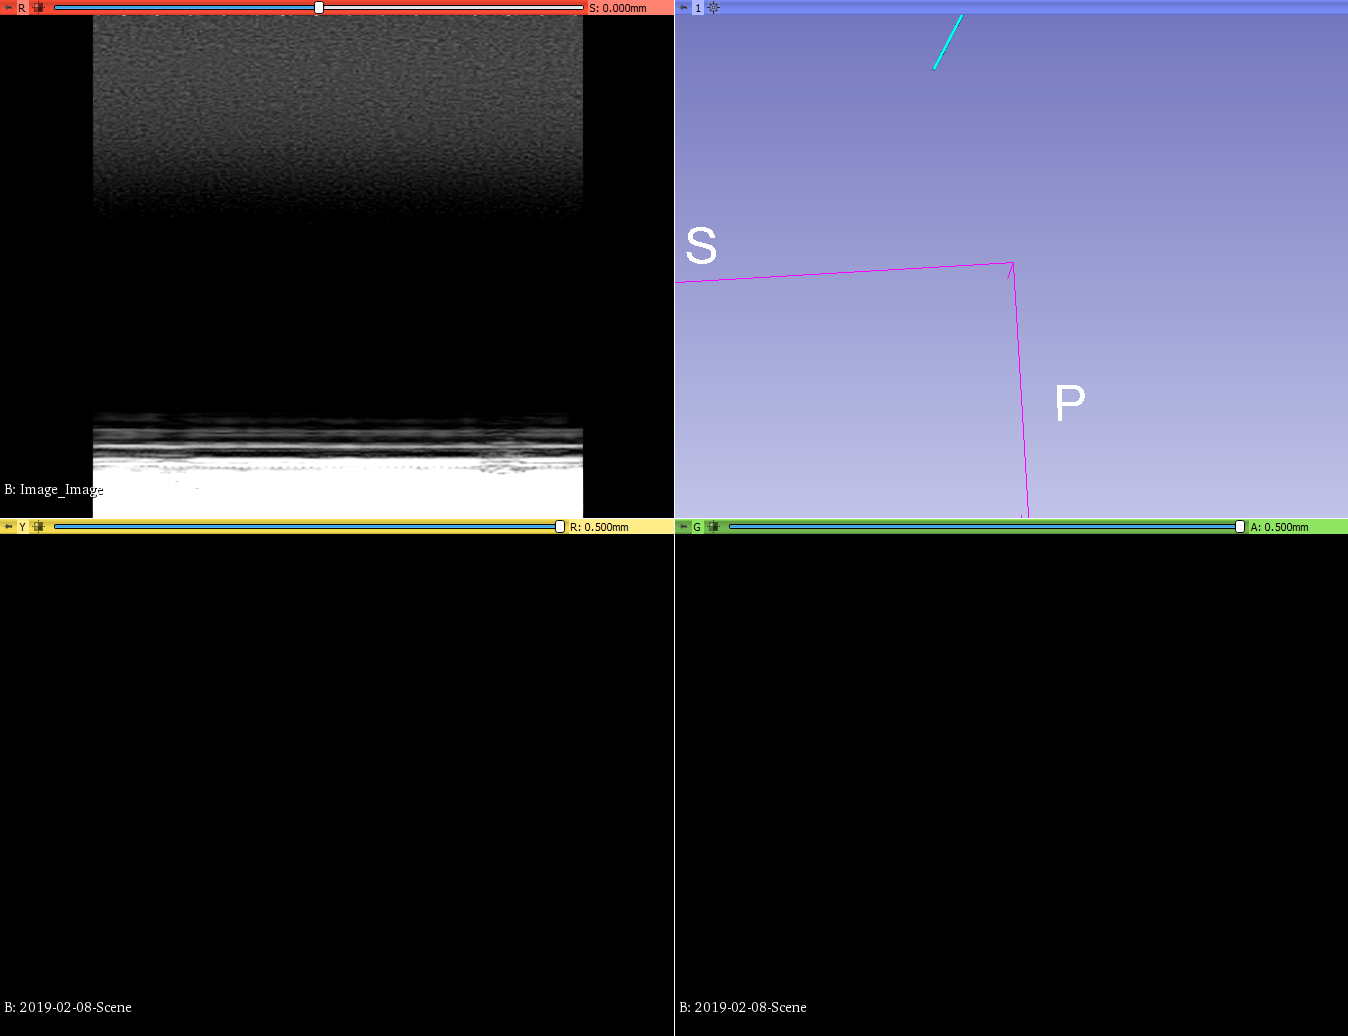 R
S: 0.000mm
1
B: Image_Image
S
P
Y
R: 0.500mm
G
A: 0.500mm
B: 2019-02-08-Scene
B: 2019-02-08-Scene